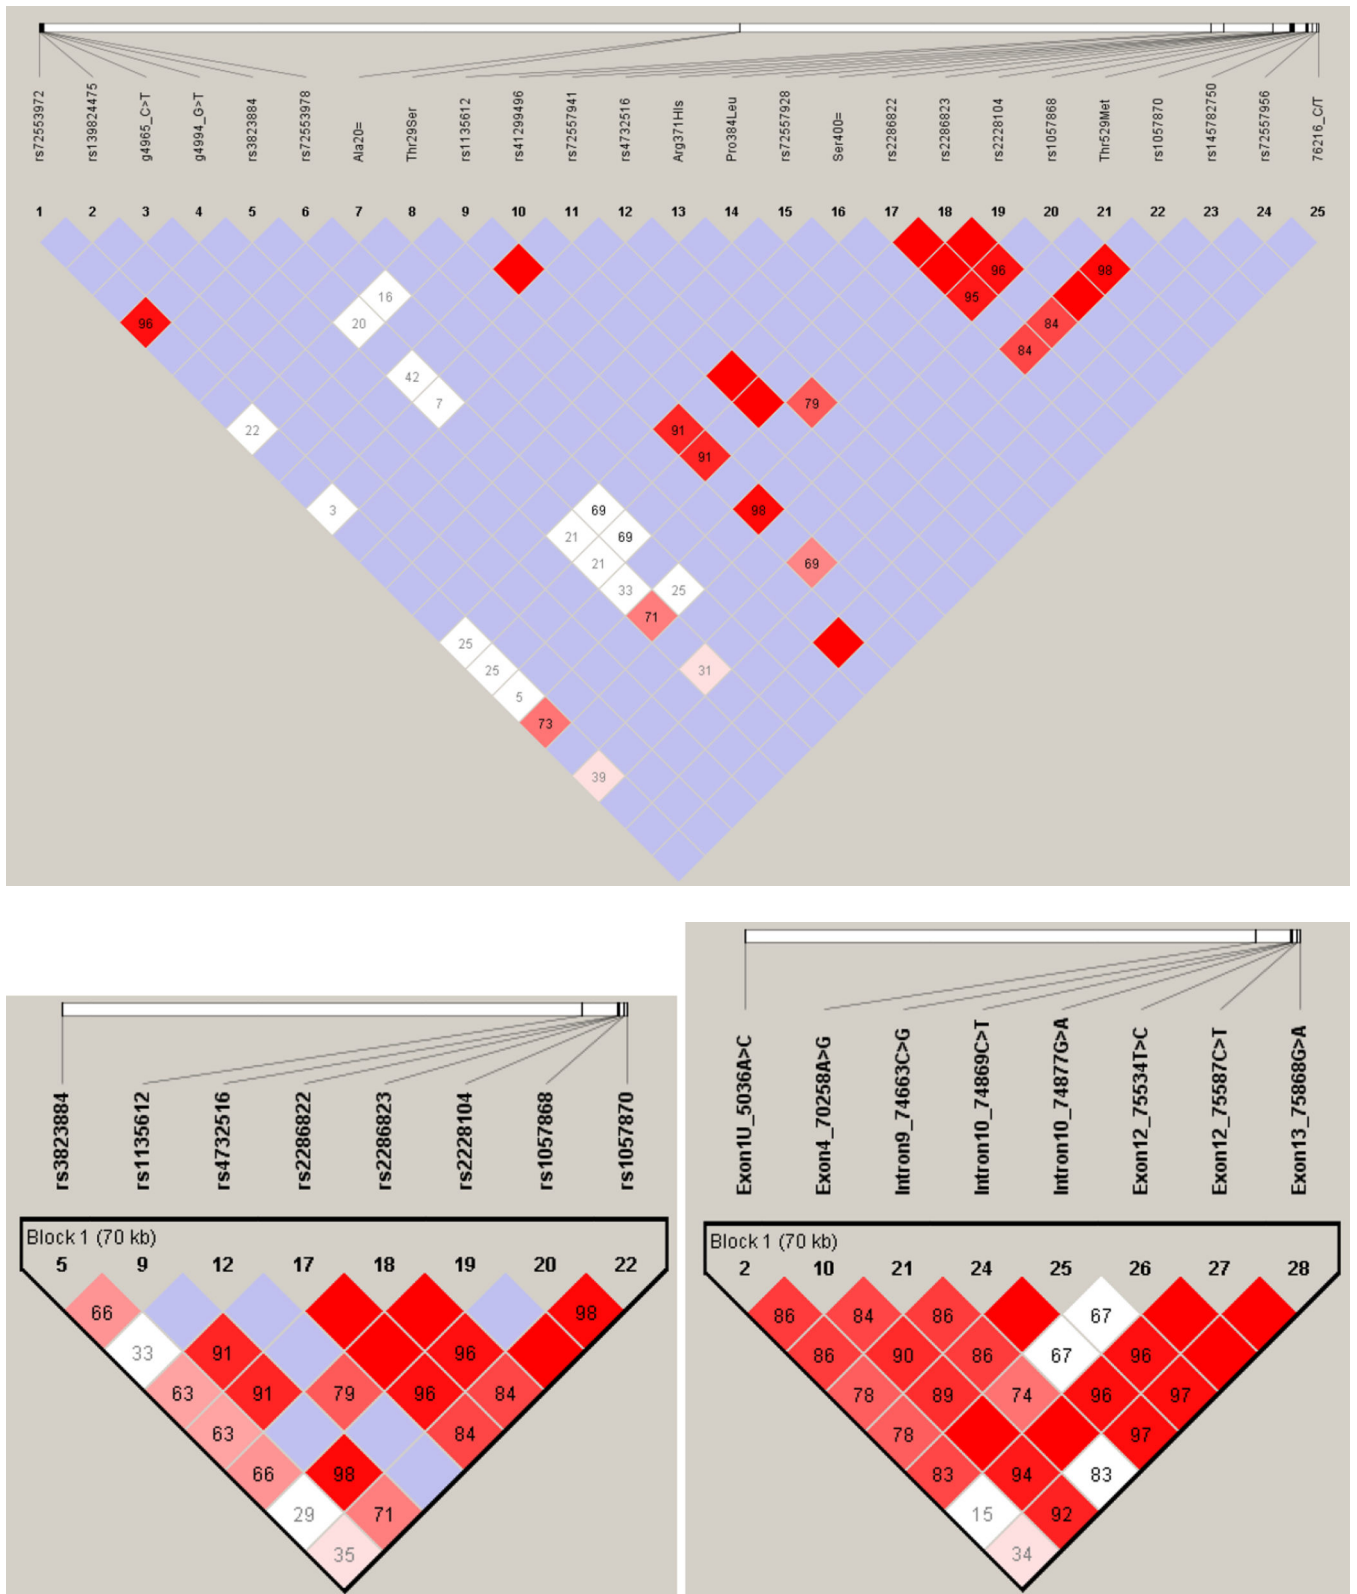 rs72553972 rs139824475 g4965_C>T g4994_G>T rs3823884 rs72553978 Ala20= Thr29Ser rs1135612 rs41299496 rs72557941 rs4732516 Arg371His Pro384Leu rs72557928 Ser400= rs2286822 rs2286823 rs2228104 rs1057868 Thr529Met rs1057870 rs145782750 rs72557956 76216_C/T
1 2 3 4 5 6 7 8 9 10 11 12 13 14 15 16 17 18 19 20 21 22 23 24 25
96 98
16 95
96 20 84
84
42
7 79
22 91
91
3 69 98
21 69
21 69
33 25
71
25
25 31
5
73
39
rs3823884 rs1135612 rs4732516 rs2286822 rs2286823 rs2228104 rs1057868 rs1057870
Block 1 (70 kb)
5 9 12 17 18 19 20 22
66 98
33 91 96
63 91 79 96 84
63 84
66 98
29 71
35
Exon1U_5036A>C Exon4_70258A>G Intron9_74663C>G Intron10_74869C>T Intron10_74877G>A Exon12_75534T>C Exon12_75587C>T Exon13_75868G>A
Block 1 (70 kb)
2 10 21 24 25 26 27 28
86 84 86 67
86 90 86 67 96
78 89 74 96 97
78 97
83 94 83
15 92
34